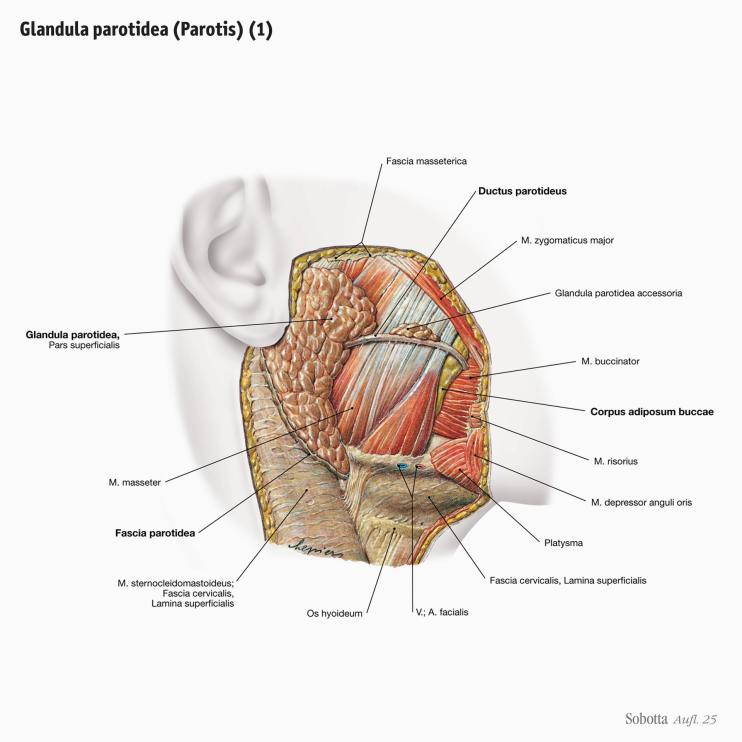 Glandula parotidea (Parotis) (1)
Fascia masseterica
Ductus parotideus
M. zygomaticus major
Glandula parotidea accessoria
Glandula parotidea,
Pars superficialis
M. buccinator
Corpus adiposum buccae
M. risorius
M. masseter
M. depressor anguli oris
Fascia parotidea
Platysma
M. sternocleidomastoideus;
Fascia cervicalis,
Lamina superficialis
Fascia cervicalis, Lamina superficialis
Os hyoideum
V.; A. facialis
Sobotta Aufl. 25